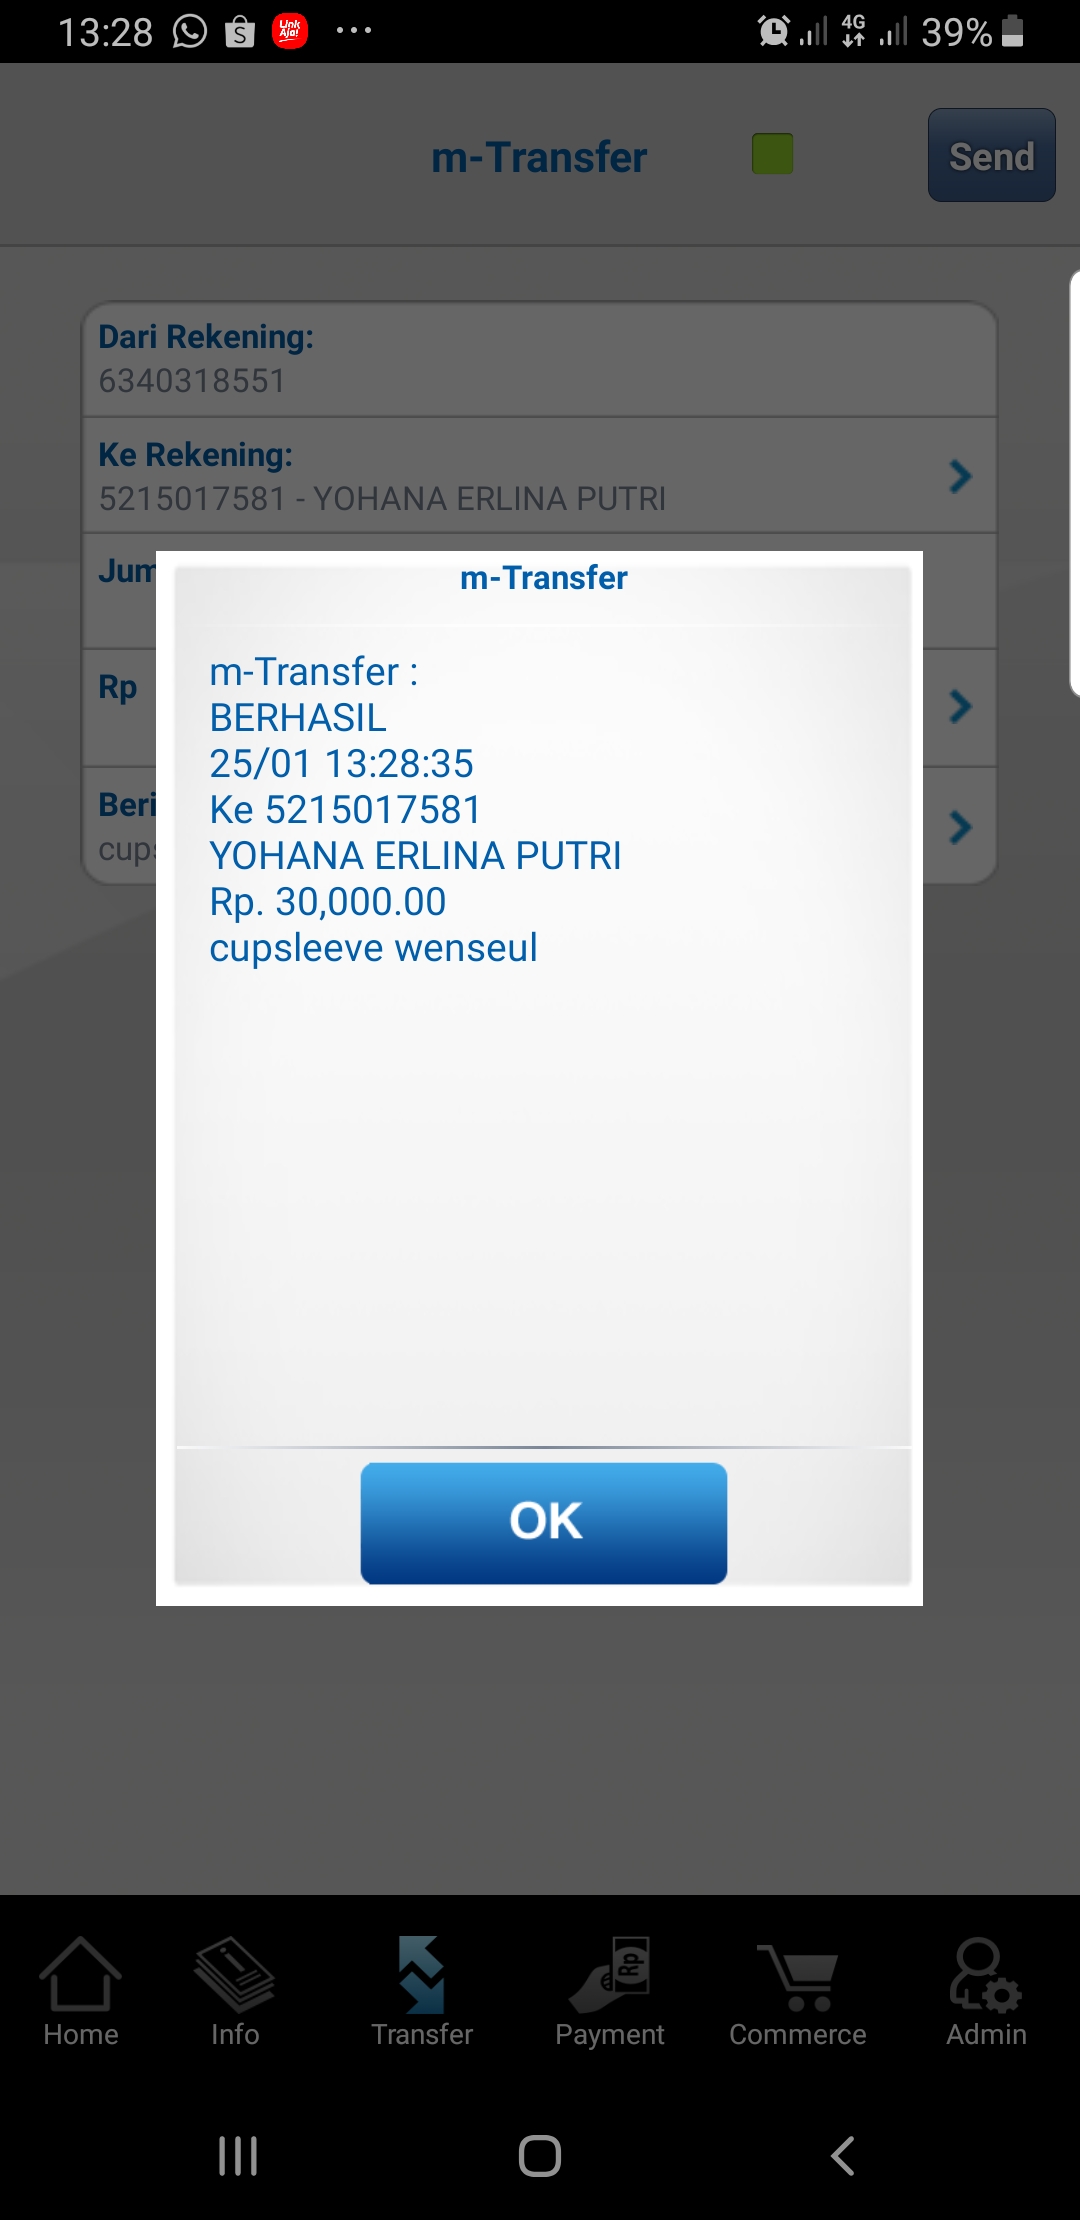 13:28
4G
39%
m-Transfer
Send
Dari Rekening:
6340318551
Ke Rekening:
5215017581 - YOHANA ERLINA PUTRI
Jum
Rp
Beri
cups
m-Transfer
m-Transfer :
BERHASIL
25/01 13:28:35
Ke 5215017581
YOHANA ERLINA PUTRI
Rp. 30,000.00
cupsleeve wenseul
OK
Home
Info
Transfer
Rp
Payment
Commerce
Admin